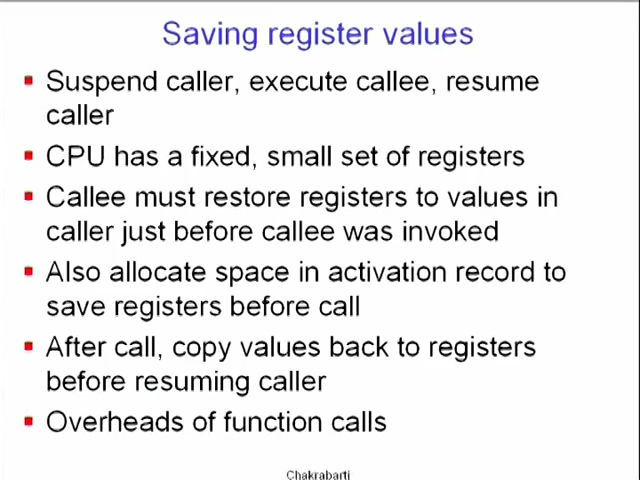 Saving register values
Suspend caller, execute callee, resume
caller
CPU has a fixed, small set of registers
Callee must restore registers to values in
caller just before callee was invoked
Also allocate space in activation record to
save registers before call
After call, copy values back to registers
before resuming caller
Overheads of function calls
Chakrabarti